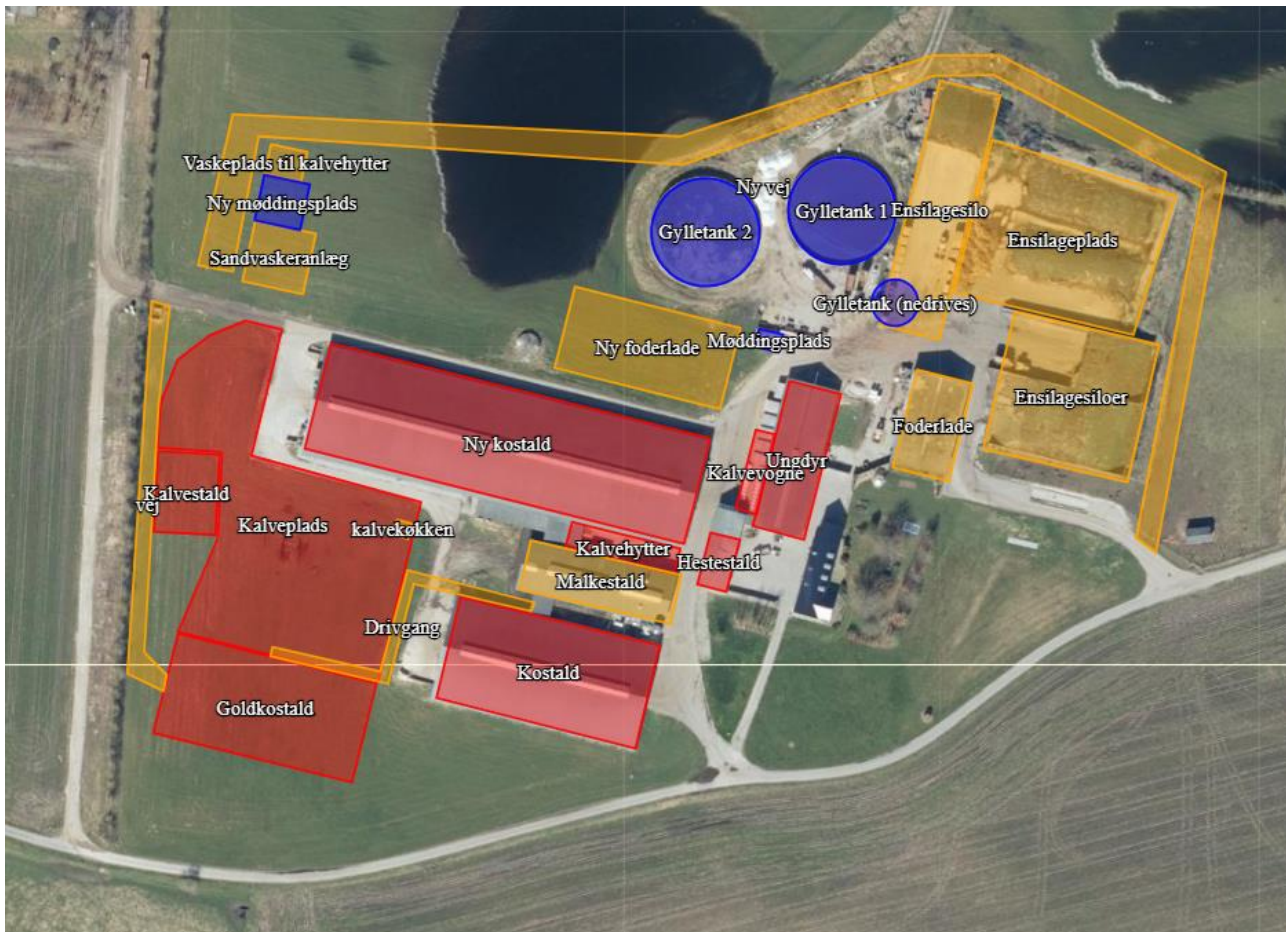 Vaskeplads til kalvehytter
Ny vej
Ny møddingsplads
Gylletank 1
Ensilagesilo
Gylletank 2
Ensilageplads
Sandvaskeranlæg
Gylletank (nedrives)
Møddingsplads
Ny foderlade
Ensilagesiloer
Foderlade
Ny kostald
Ungdyr
Kalvevogne
Kalvestald
vej
Kalveplads
kalvekøkken
Kalvehytter
Hestestald
Malkestald
Drivgang
Kostald
Goldkostald